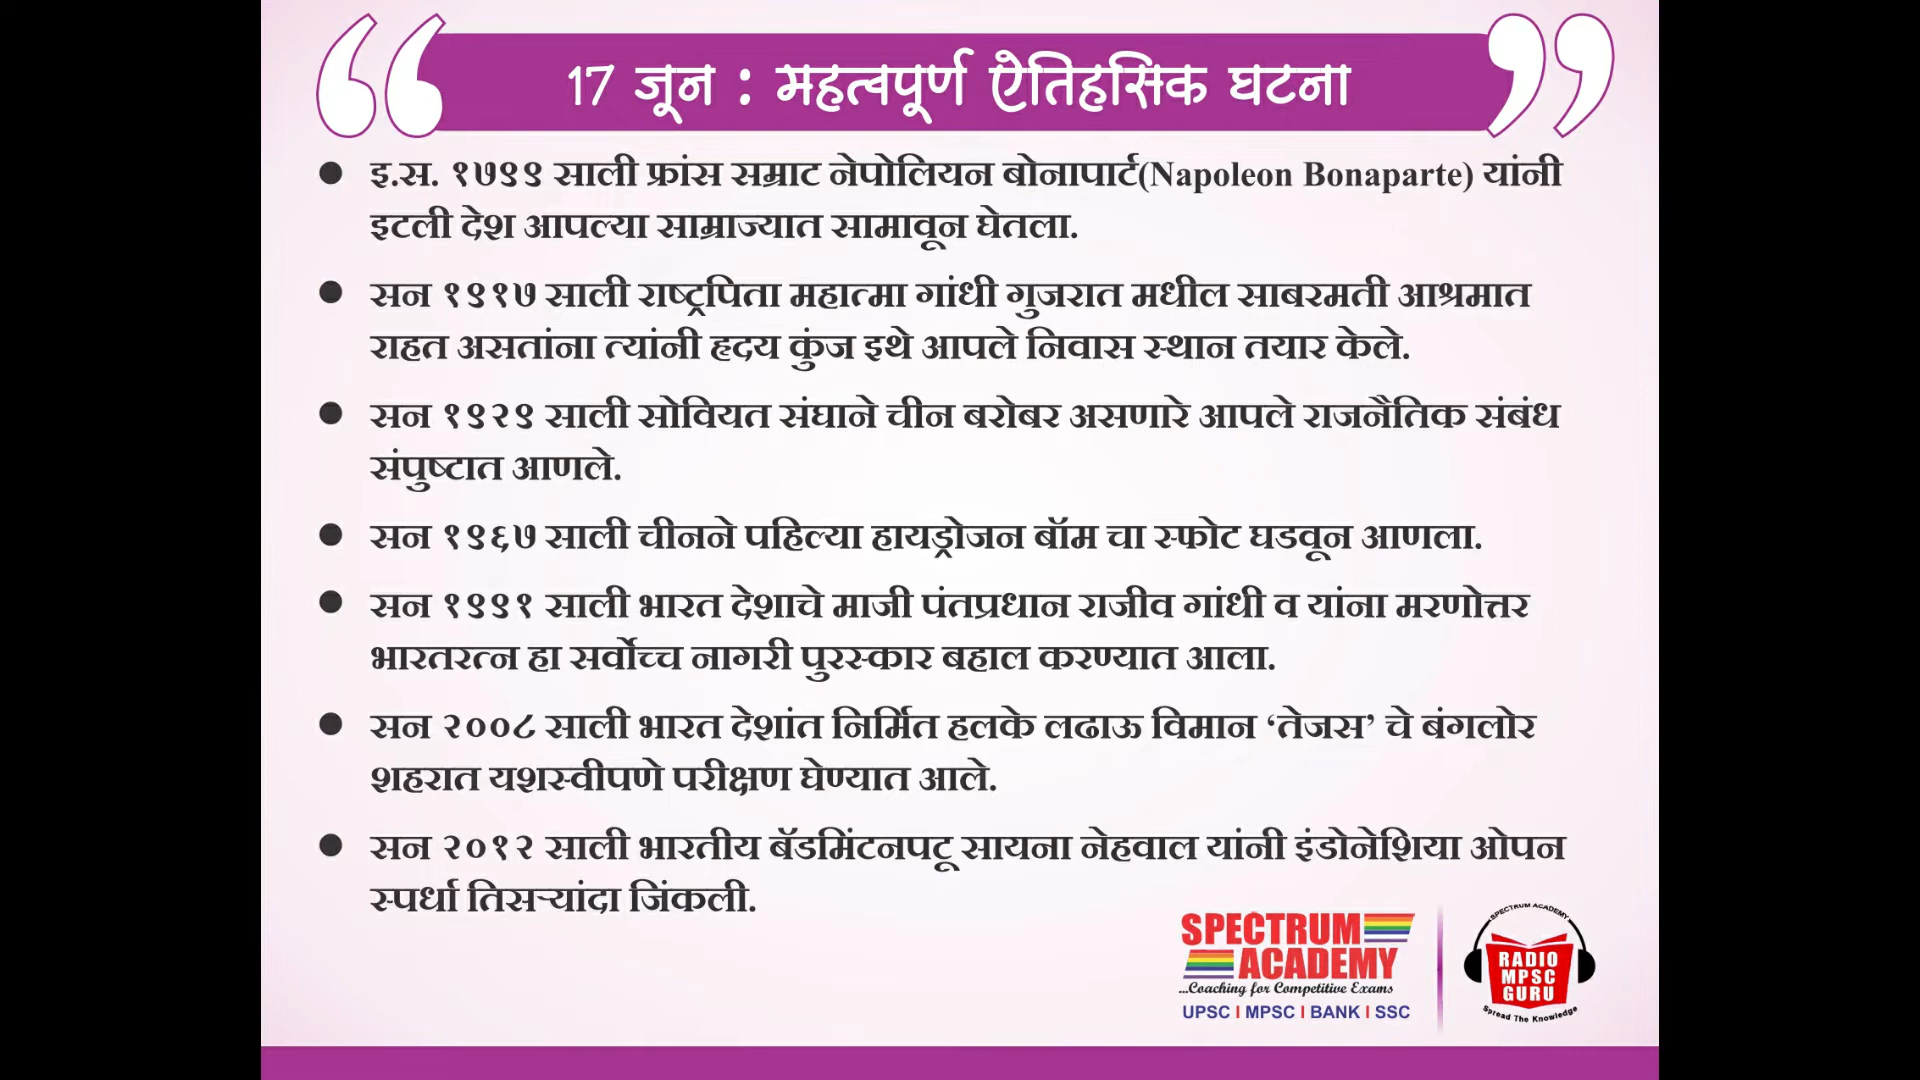 17 जून : महत्वपूर्ण ऐतिहसिक घटना
इ.स. १७९९ साली फ्रांस सम्राट नेपोलियन बोनापार्ट(Napoleon Bonaparte) यांनी
इटली देश आपल्या साम्राज्यात सामावून घेतला.
सन १९१७ साली राष्ट्रपिता महात्मा गांधी गुजरात मधील साबरमती आश्रमात
राहत असतांना त्यांनी हृदय कुंज इथे आपले निवास स्थान तयार केले.
सन १९२९ साली सोवियत संघाने चीन बरोबर असणारे आपले राजनैतिक संबंध
संपुष्टात आणले.
सन १९६७ साली चीनने पहिल्या हायड्रोजन बॉम चा स्फोट घडवून आणला.
सन १९९१ साली भारत देशाचे माजी पंतप्रधान राजीव गांधी व यांना मरणोत्तर
भारतरत्न हा सर्वोच्च नागरी पुरस्कार बहाल करण्यात आला.
सन २००८ साली भारत देशांत निर्मित हलके लढाऊ विमान ‘तेजस’ चे बंगलोर
शहरात यशस्वीपणे परीक्षण घेण्यात आले.
सन २०१२ साली भारतीय बॅडमिंटनपटू सायना नेहवाल यांनी इंडोनेशिया ओपन
स्पर्धा तिसऱ्यांदा जिंकली.
SPECTRUM
ACADEMY
...Coaching for Competitive Exams
UPSC | MPSC | BANK | SSC
SPECTRUM ACADEMY
RADIO
MPSC
GURU
Spread The Knowledge